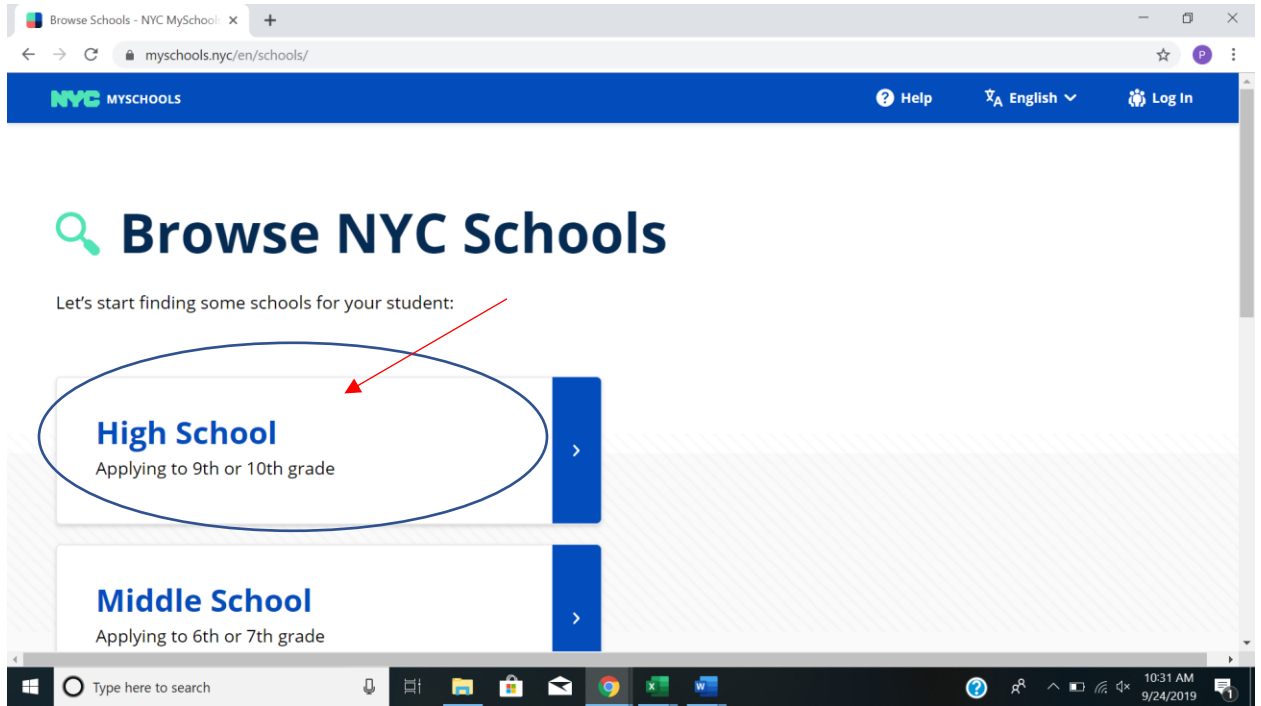 Browse Schools - NYC MySchool
myschools.nyc/en/schools/
P
NYC MYSCHOOLS
? Help
English
Log In
Browse NYC Schools
Let's start finding some schools for your student:
High School
Applying to 9th or 10th grade
Middle School
Applying to 6th or 7th grade
Type here to search
10:31 AM
9/24/2019
1